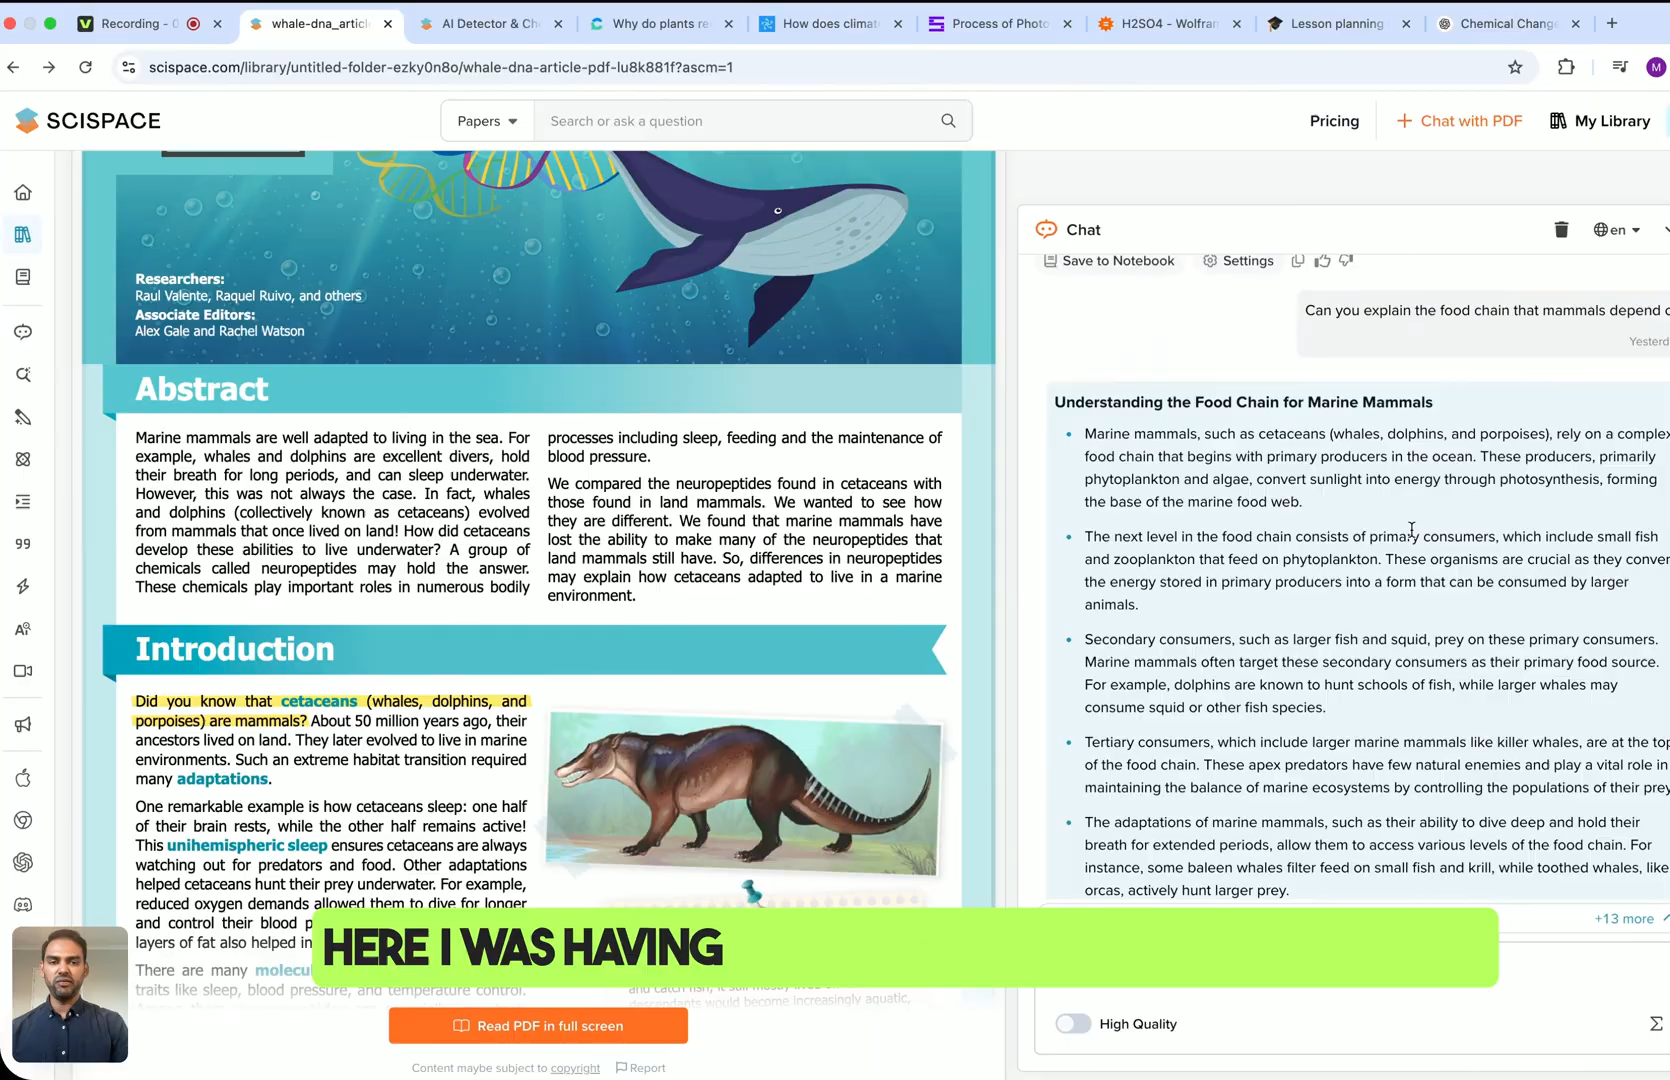 Recording - 0
whale-dna_articl
AI Detector & Ch
Why do plants re
How does climat
Process of Photo
H2SO4 - Wolfram
Lesson planning
Chemical Change
scispace.com/library/untitled-folder-ezky0n8o/whale-dna-article-pdf-lu8k881f?ascm=1
M
SCISPACE
Papers
Search or ask a question
Pricing
Chat with PDF
My Library
Researchers:
Raul Valente, Raquel Ruivo, and others
Associate Editors:
Alex Gale and Rachel Watson
Abstract
Marine mammals are well adapted to living in the sea. For
example, whales and dolphins are excellent divers, hold
their breath for long periods, and can sleep underwater.
However, this was not always the case. In fact, whales
and dolphins (collectively known as cetaceans) evolved
from mammals that once lived on land! How did cetaceans
develop these abilities to live underwater? A group of
chemicals called neuropeptides may hold the answer.
These chemicals play important roles in numerous bodily
processes including sleep, feeding and the maintenance of
blood pressure.
We compared the neuropeptides found in cetaceans with
those found in land mammals. We wanted to see how
they are different. We found that marine mammals have
lost the ability to make many of the neuropeptides that
land mammals still have. So, differences in neuropeptides
may explain how cetaceans adapted to live in a marine
environment.
Introduction
Did you know that cetaceans (whales, dolphins, and
porpoises) are mammals? About 50 million years ago, their
ancestors lived on land. They later evolved to live in marine
environments. Such an extreme habitat transition required
many adaptations.
One remarkable example is how cetaceans sleep: one half
of their brain rests, while the other half remains active!
This unihemispheric sleep ensures cetaceans are always
watching out for predators and food. Other adaptations
helped cetaceans hunt their prey underwater. For example,
reduced oxygen demands allowed them to dive for longer
and control their blood p
layers of fat also helped in
There are many molecu
traits like sleep, blood pressure, and temperature control.
and catch fish, it still mostly lived on
descendants would become increasingly aquatic,
Read PDF in full screen
Content maybe subject to copyright
Report
Chat
en
Save to Notebook
Settings
Can you explain the food chain that mammals depend o
Yesterd
Understanding the Food Chain for Marine Mammals
• Marine mammals, such as cetaceans (whales, dolphins, and porpoises), rely on a complex
food chain that begins with primary producers in the ocean. These producers, primarily
phytoplankton and algae, convert sunlight into energy through photosynthesis, forming
the base of the marine food web.
• The next level in the food chain consists of primary consumers, which include small fish
and zooplankton that feed on phytoplankton. These organisms are crucial as they conver
the energy stored in primary producers into a form that can be consumed by larger
animals.
• Secondary consumers, such as larger fish and squid, prey on these primary consumers.
Marine mammals often target these secondary consumers as their primary food source.
For example, dolphins are known to hunt schools of fish, while larger whales may
consume squid or other fish species.
• Tertiary consumers, which include larger marine mammals like killer whales, are at the top
of the food chain. These apex predators have few natural enemies and play a vital role in
maintaining the balance of marine ecosystems by controlling the populations of their prey
• The adaptations of marine mammals, such as their ability to dive deep and hold their
breath for extended periods, allow them to access various levels of the food chain. For
instance, some baleen whales filter feed on small fish and krill, while toothed whales, like
orcas, actively hunt larger prey.
+13 more
HERE I WAS HAVING
High Quality